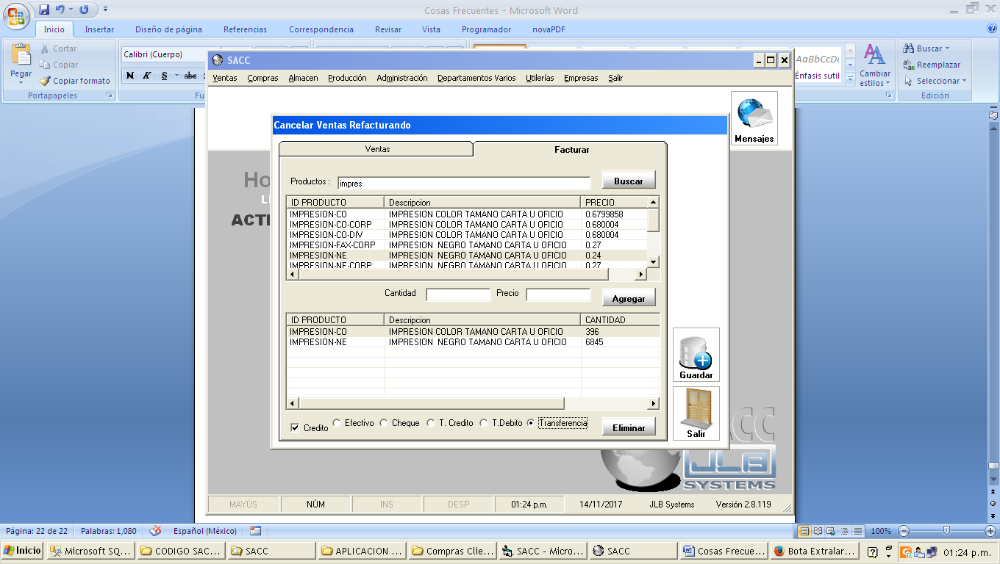 Cosas Frecuentes - Microsoft Word
Inicio Insertar Diseño de página Referencias Correspondencia Revisar Vista Programador novaPDF
Cortar
Copiar
Copiar formato
Pegar
Portapapeles
Calibri (Cuerpo)
N K S abc
Fu
AaBbCcDc
Énfasis sutil
Cambiar estilos
Buscar
Reemplazar
Seleccionar
Edición
SACC
Ventas Compras Almacen Producción Administración Departamentos Varios Utilerías Empresas Salir
Mensajes
Ho
LI
ACTI
Cancelar Ventas Refacturando
Ventas Facturar
Productos : impres Buscar
ID PRODUCTO Descripcion PRECIO
IMPRESION-CO IMPRESION COLOR TAMANO CARTA U OFICIO 0.6799858
IMPRESION-CO-CORP IMPRESION COLOR TAMANO CARTA U OFICIO 0.680004
IMPRESION-CO-DIV IMPRESION COLOR TAMANO CARTA U OFICIO 0.680004
IMPRESION-FAX-CORP IMPRESION NEGRO TAMANO CARTA U OFICIO 0.27
IMPRESION-NE IMPRESION NEGRO TAMANO CARTA U OFICIO 0.24
IMPRESION-NE-CORP IMPRESION NEGRO TAMANO CARTA U OFICIO 0.27
Cantidad Precio Agregar
ID PRODUCTO Descripcion CANTIDAD
IMPRESION-CO IMPRESION COLOR TAMANO CARTA U OFICIO 396
IMPRESION-NE IMPRESION NEGRO TAMANO CARTA U OFICIO 6845
Guardar
Credito Efectivo Cheque T. Credito T.Debito Transferencia Eliminar
Salir
CC
JLB
SYSTEMS
MAYÚS NÚM INS DESP 01:24 p.m. 14/11/2017 JLB Systems Versión 2.8.119
Página: 22 de 22 Palabras: 1,080 Español (México) 100%
Inicio Microsoft SQ... CODIGO SAC... SACC APLICACION ... Compras Clie... SACC - Micro... SACC Cosas Frecue... Bota Extralar... 01:24 p.m.